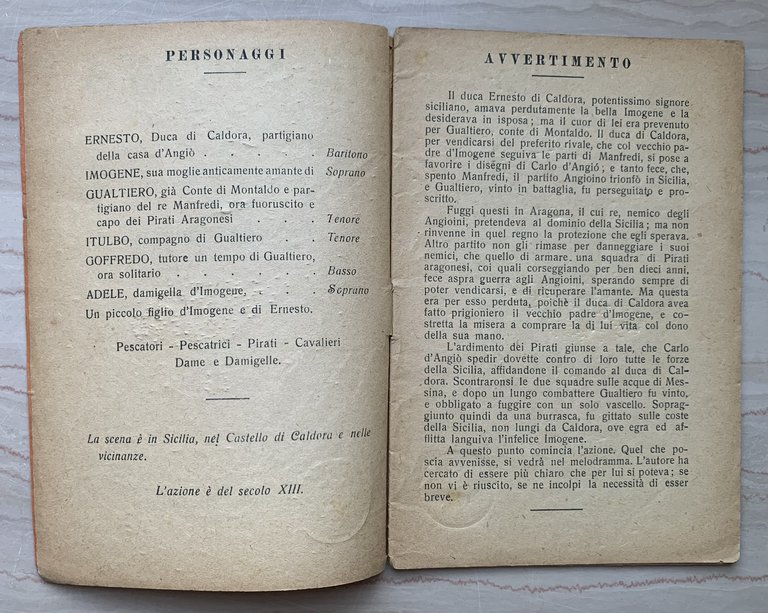 PERSONAGGI
ERNESTO, Duca di Caldora, partigiano
della casa d'Angiò . . . . . Baritono
IMOGENE, sua moglie anticamente amante di Soprano
GUALTIERO, già Conte di Montaldo e par-
tigiano del re Manfredi, ora fuoruscito e
capo dei Pirati Aragonesi . . . Tenore
ITULBO, compagno di Gualtiero . . Tenore
GOFFREDO, tutore un tempo di Gualtiero,
ora solitario . . . . . . Basso
ADELE, damigella d'Imogene, . . . Soprano
Un piccolo figlio d'Imogene e di Ernesto.
Pescatori - Pescatrici - Pirati - Cavalieri
Dame e Damigelle.
La scena è in Sicilia, nel Castello di Caldora e nelle
vicinanze.
L'azione è del secolo XIII.
AVVERTIMENTO
Il duca Ernesto di Caldora, potentissimo signore
siciliano, amava perdutamente la bella Imogene e la
desiderava in isposa; ma il cuor di lei era prevenuto
per Gualtiero, conte di Montaldo. Il duca di Caldora,
per vendicarsi del preferito rivale, che col vecchio pa-
dre d'Imogene seguiva le parti di Manfredi, si pose a
favorire i disegni di Carlo d'Angió; e tanto fece, che,
spento Manfredi, il partito Angioino trionfò in Sicilia,
e Gualtiero, vinto in battaglia, fu perseguitato e pro-
scritto.
Fuggì questi in Aragona, il cui re, nemico degli
Angioini, pretendeva al dominio della Sicilia; ma non
rinvenne in quel regno la protezione che egli sperava.
Altro partito non gli rimase per danneggiare i suoi
nemici, che quello di armare una squadra di Pirati
aragonesi, coi quali corseggiando per ben dieci anni,
fece aspra guerra agli Angioini, sperando sempre di
poter vendicarsi, e di ricuperare l'amante. Ma questa
era per esso perduta, poichè il duca di Caldora avea
fatto prigioniero il vecchio padre d'Imogene, e co-
stretta la misera a comprare la di lui vita col dono
della sua mano.
L'ardimento dei Pirati giunse a tale, che Carlo
d'Angiò spedir dovette contro di loro tutte le forze
della Sicilia, affidandone il comando al duca di Cal-
dora. Scontraronsi le due squadre sulle acque di Mes-
sina, e dopo un lungo combattere Gualtiero fu vinto,
e obbligato a fuggire con un solo vascello. Soprag-
giunto quindi da una burrasca, fu gittato sulle coste
della Sicilia, non lungi da Caldora, ove egra ed af-
flitta languiva l'infelice Imogene.
A questo punto comincia l'azione. Quel che po-
scia avvenisse, si vedrà nel melodramma. L'autore ha
cercato di essere più chiaro che per lui si poteva; se
non vi è riuscito, se ne incolpi la necessità di esser
breve.